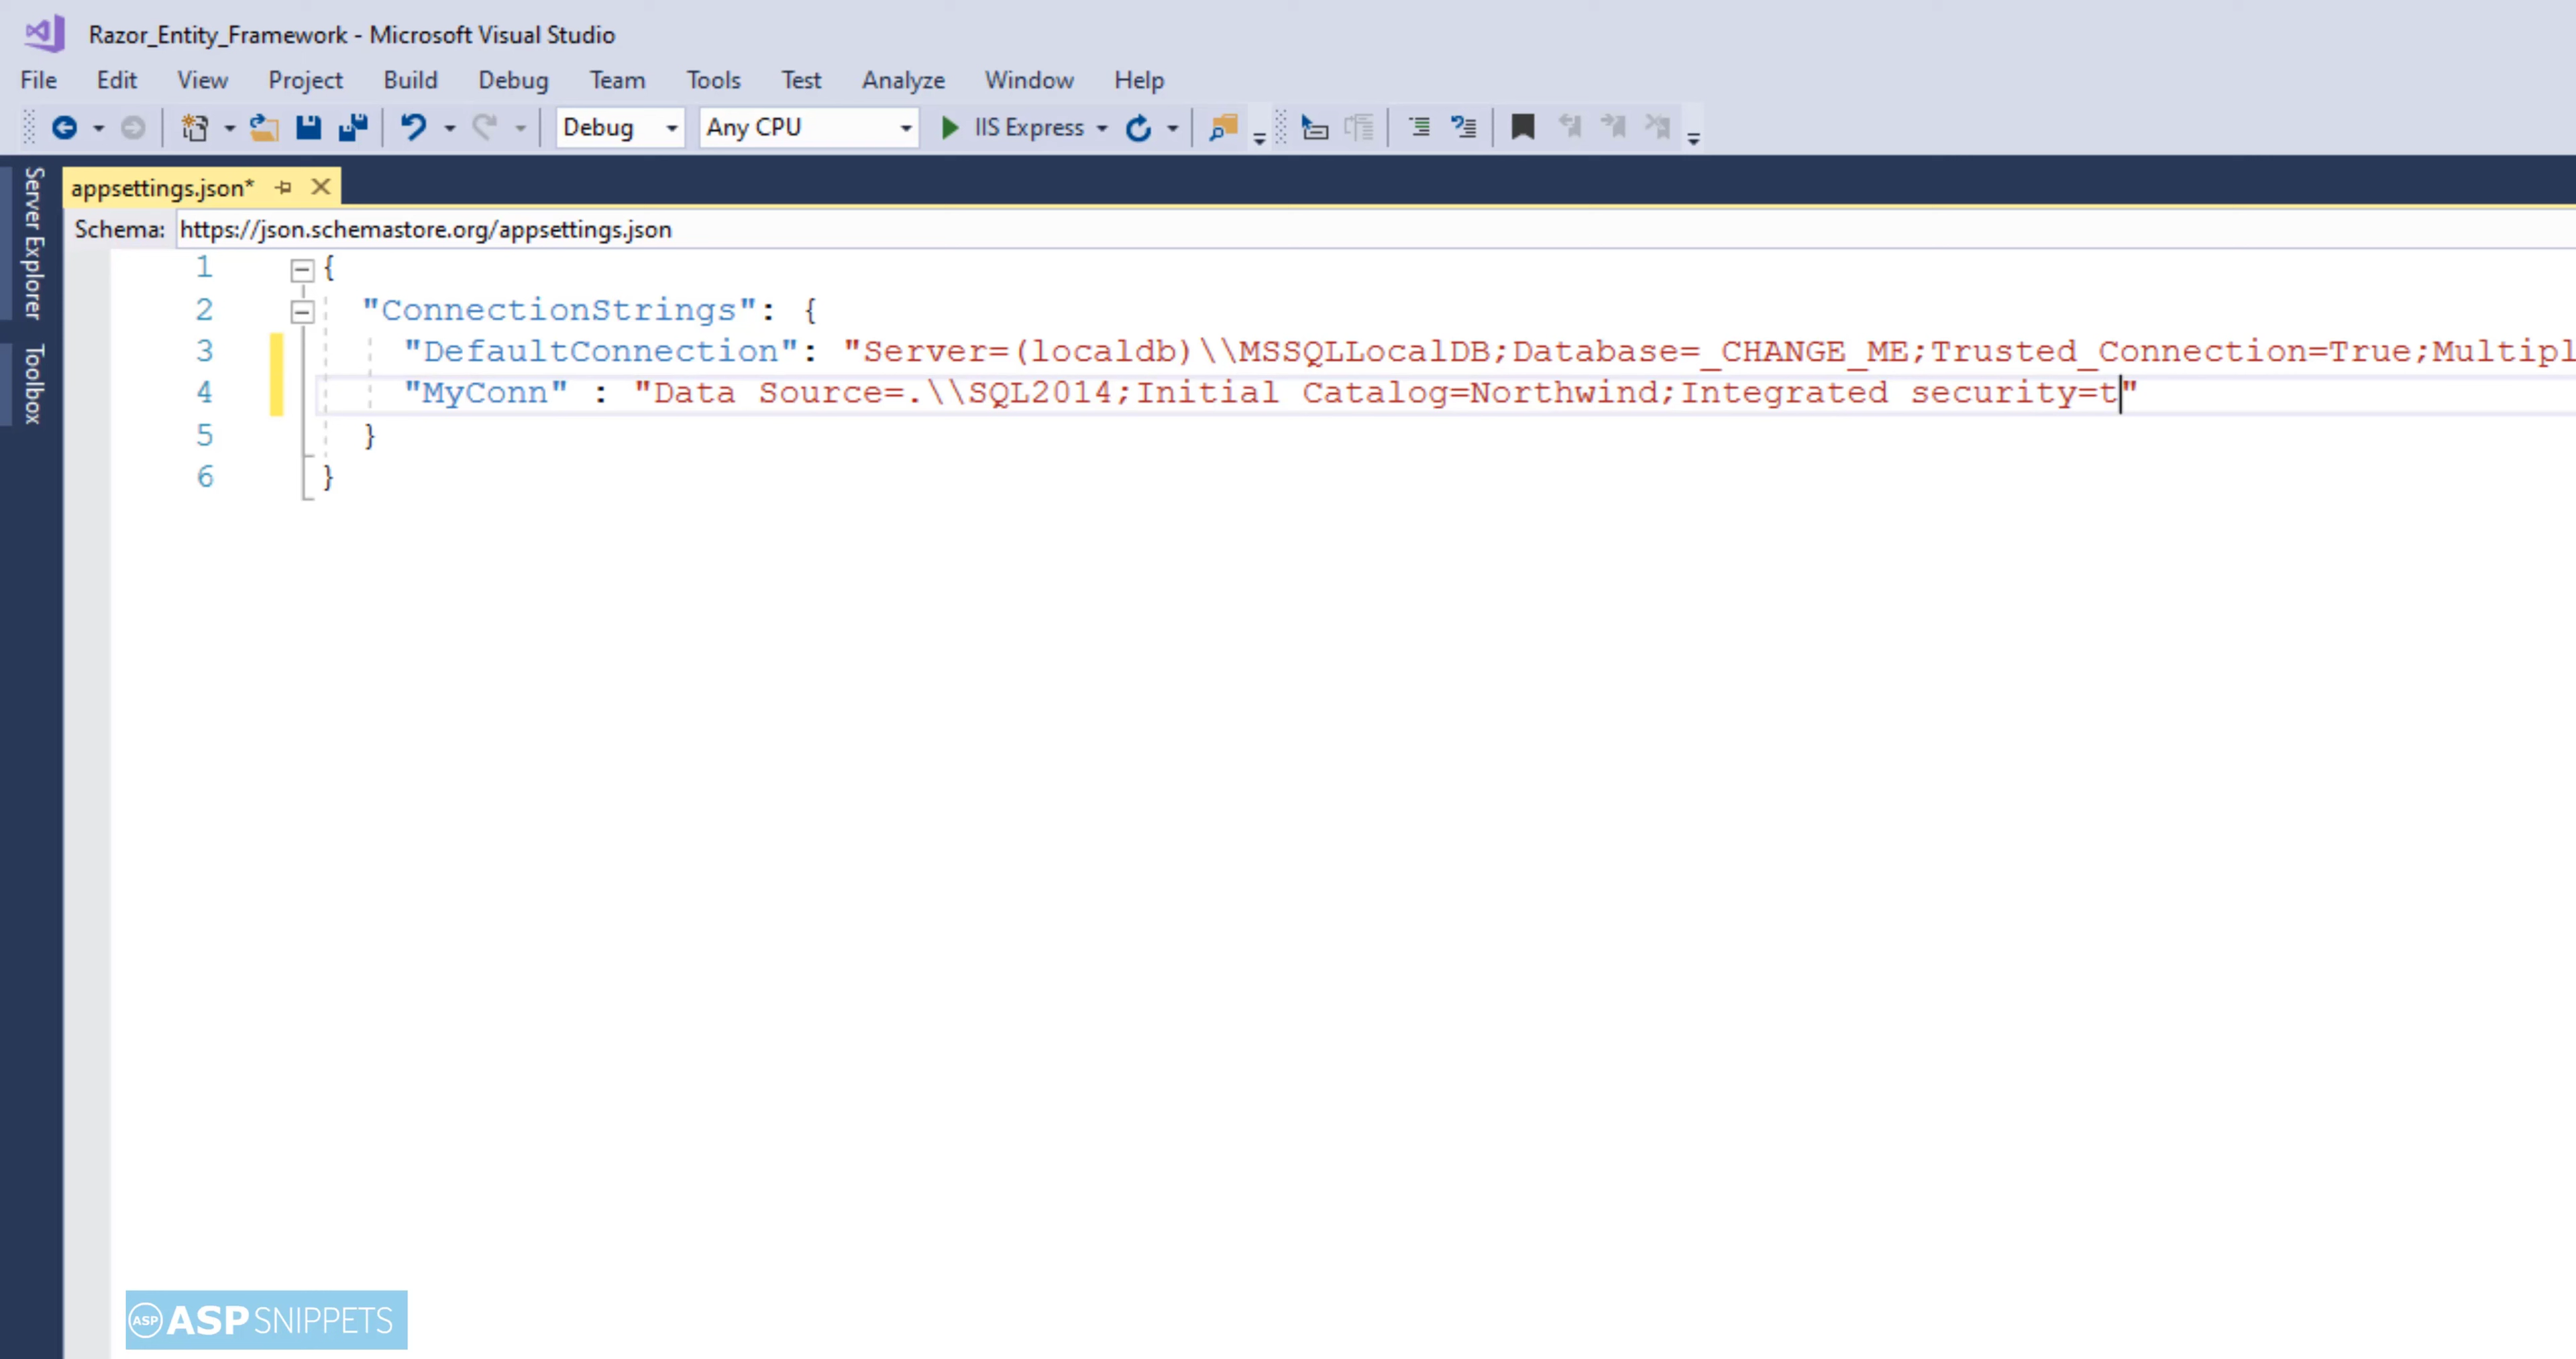 Razor_Entity_Framework - Microsoft Visual Studio
File Edit View Project Build Debug Team Tools Test Analyze Window Help
Debug Any CPU IIS Express
Server Explorer
Toolbox
appsettings.json*
Schema: https://json.schemastore.org/appsettings.json
1 {
2 "ConnectionStrings": {
3 "DefaultConnection": "Server=(localdb)\\MSSQLLocalDB;Database=_CHANGE_ME;Trusted_Connection=True;Multipl
4 "MyConn" : "Data Source=.\\SQL2014;Initial Catalog=Northwind;Integrated security=t"
5 }
6 }
ASP ASPSNIPPETS